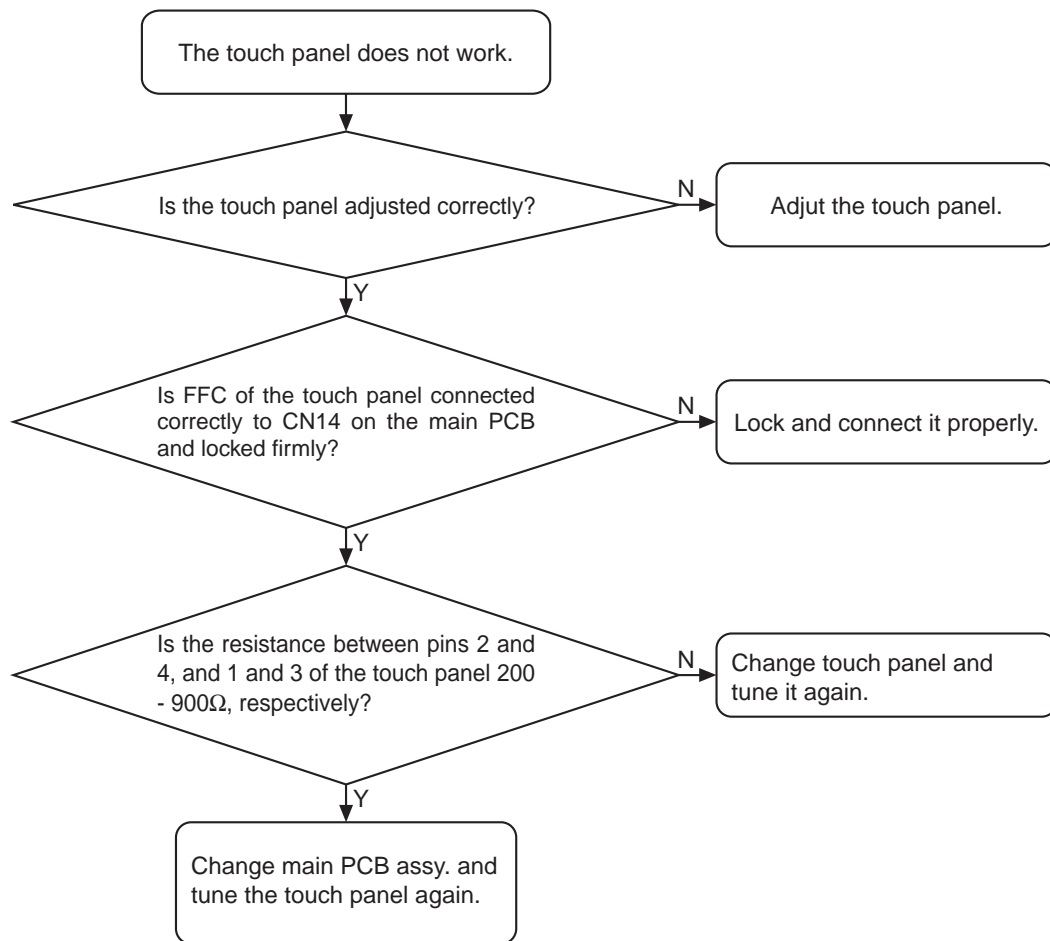 The touch panel does not work.
Is the touch panel adjusted correctly?
N
Adjut the touch panel.
Y
Is FFC of the touch panel connected
correctly to CN14 on the main PCB
and locked firmly?
N
Lock and connect it properly.
Y
Is the resistance between pins 2 and
4, and 1 and 3 of the touch panel 200
- 900Ω, respectively?
N
Change touch panel and
tune it again.
Y
Change main PCB assy. and
tune the touch panel again.